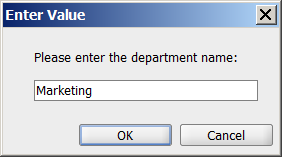 Enter Value
Please enter the department name:
Marketing
OK
Cancel